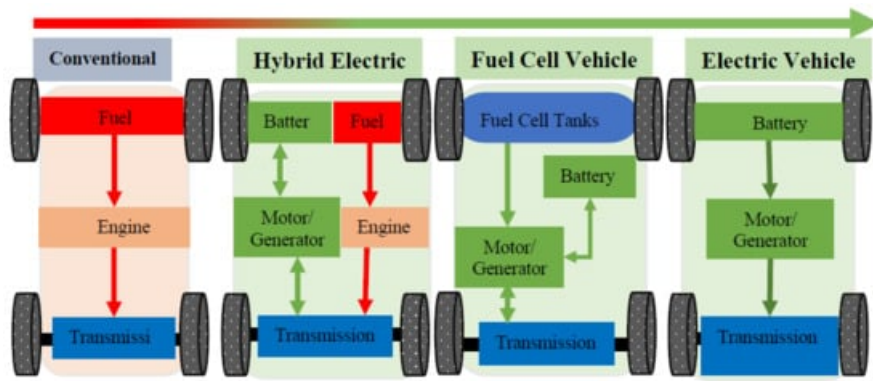 Conventional
Fuel
Engine
Transmissi
Hybrid Electric
Batter
Fuel
Motor/
Generator
Engine
Transmission
Fuel Cell Vehicle
Fuel Cell Tanks
Battery
Motor/
Generator
Transmission
Electric Vehicle
Battery
Motor/
Generator
Transmission